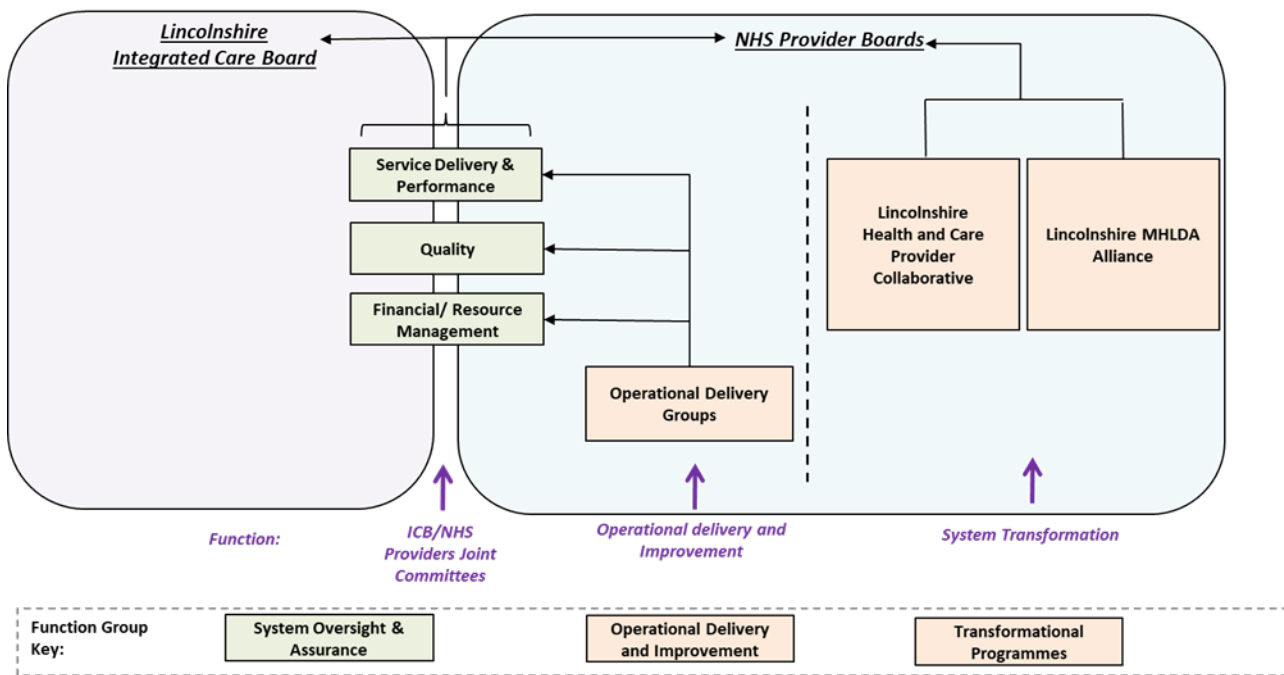 Lincolnshire
Integrated Care Board
NHS Provider Boards
Service Delivery &
Performance
Quality
Financial/ Resource
Management
Operational Delivery
Groups
Lincolnshire
Health and Care
Provider
Collaborative
Lincolnshire MHLDA
Alliance
Function:
ICB/NHS
Providers Joint
Committees
Operational delivery and
Improvement
System Transformation
Function Group
Key:
System Oversight &
Assurance
Operational Delivery
and Improvement
Transformational
Programmes